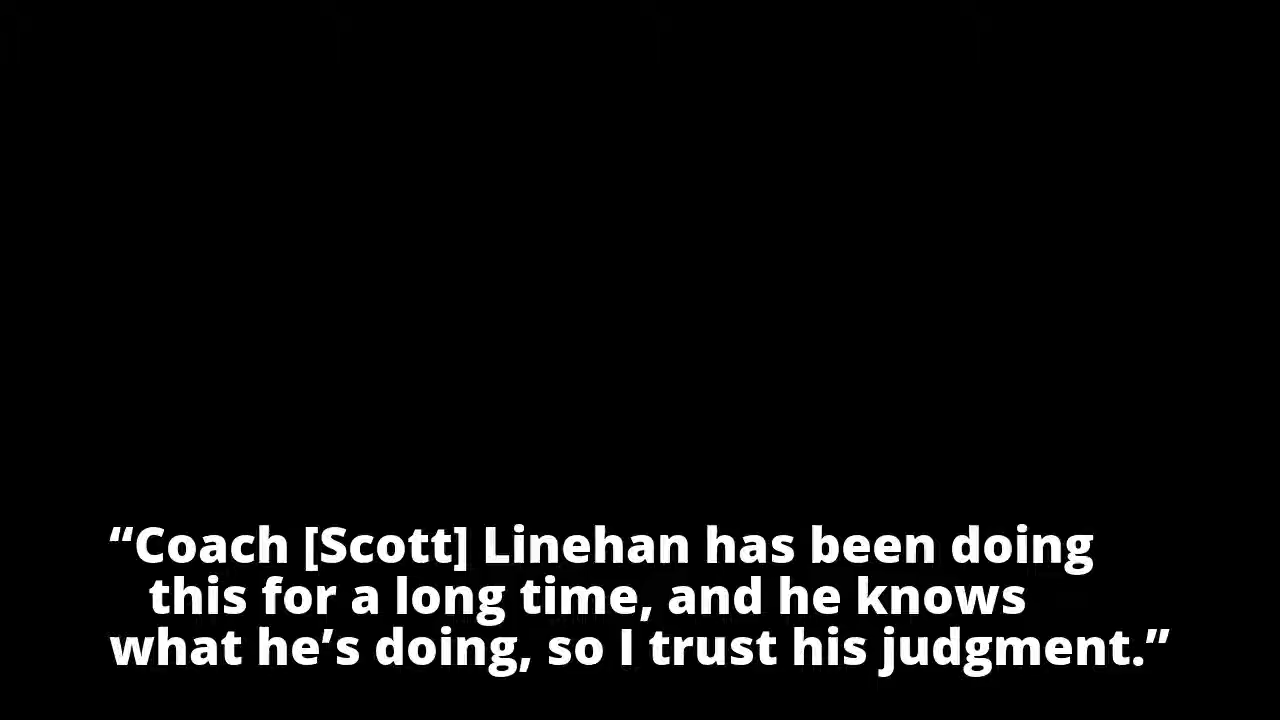 “Coach [Scott] Linehan has been doing
this for a long time, and he knows
what he’s doing, so I trust his judgment.”